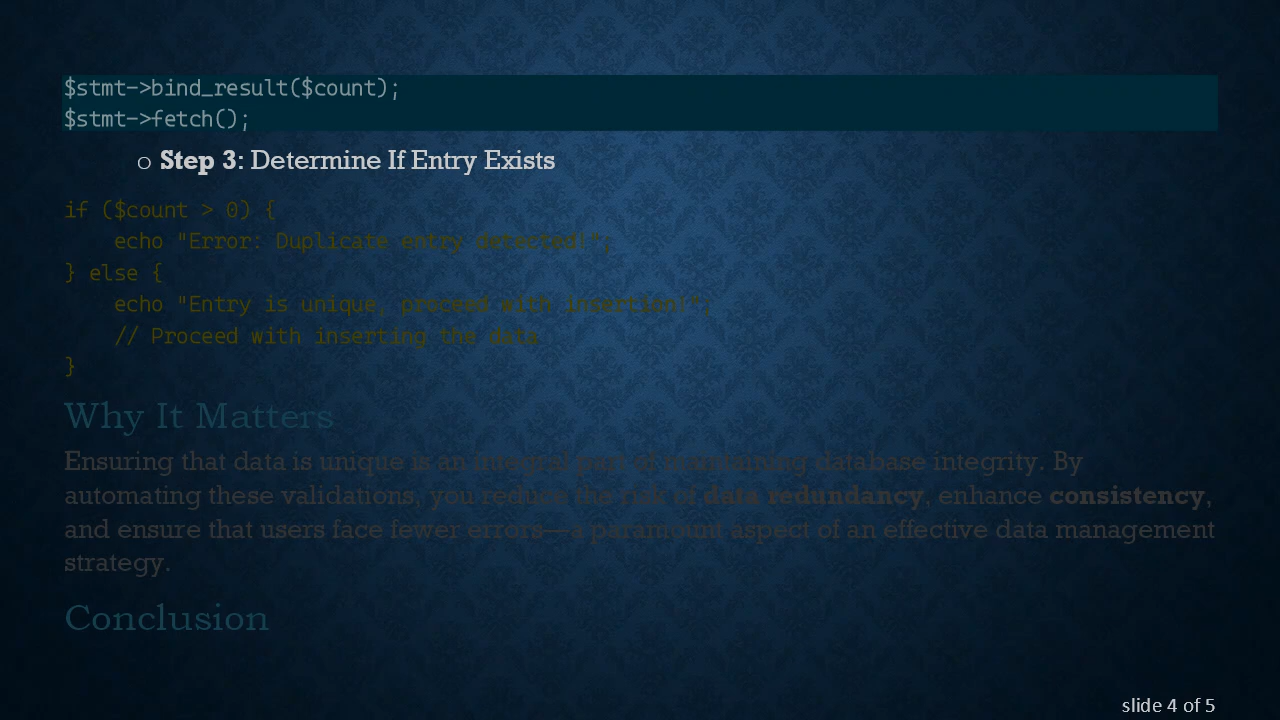 $stmt->bind_result($count);
$stmt->fetch();
o Step 3: Determine If Entry Exists
if ($count > 0) {
    echo "Error: Duplicate entry detected!";
} else {
    echo "Entry is unique, proceed with insertion!";
    // Proceed with inserting the data
}
Why It Matters
Ensuring that data is unique is an integral part of maintaining database integrity. By
automating these validations, you reduce the risk of data redundancy, enhance consistency,
and ensure that users face fewer errors—a paramount aspect of an effective data management
strategy.
Conclusion
slide 4 of 5